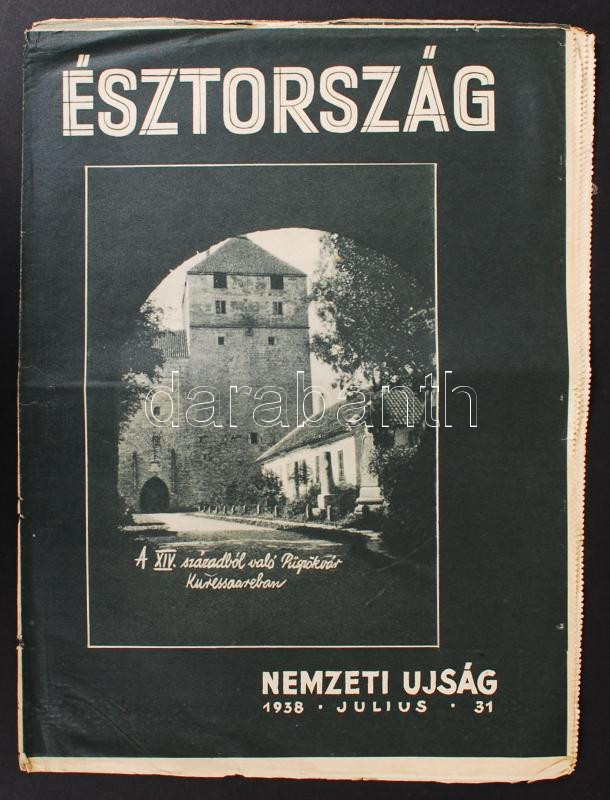 ÉSZTORSZÁG
darabanth
A XIV. századból való Püspökvár
Kuressaareban
NEMZETI UJSÁG
1938 · JULIUS · 31